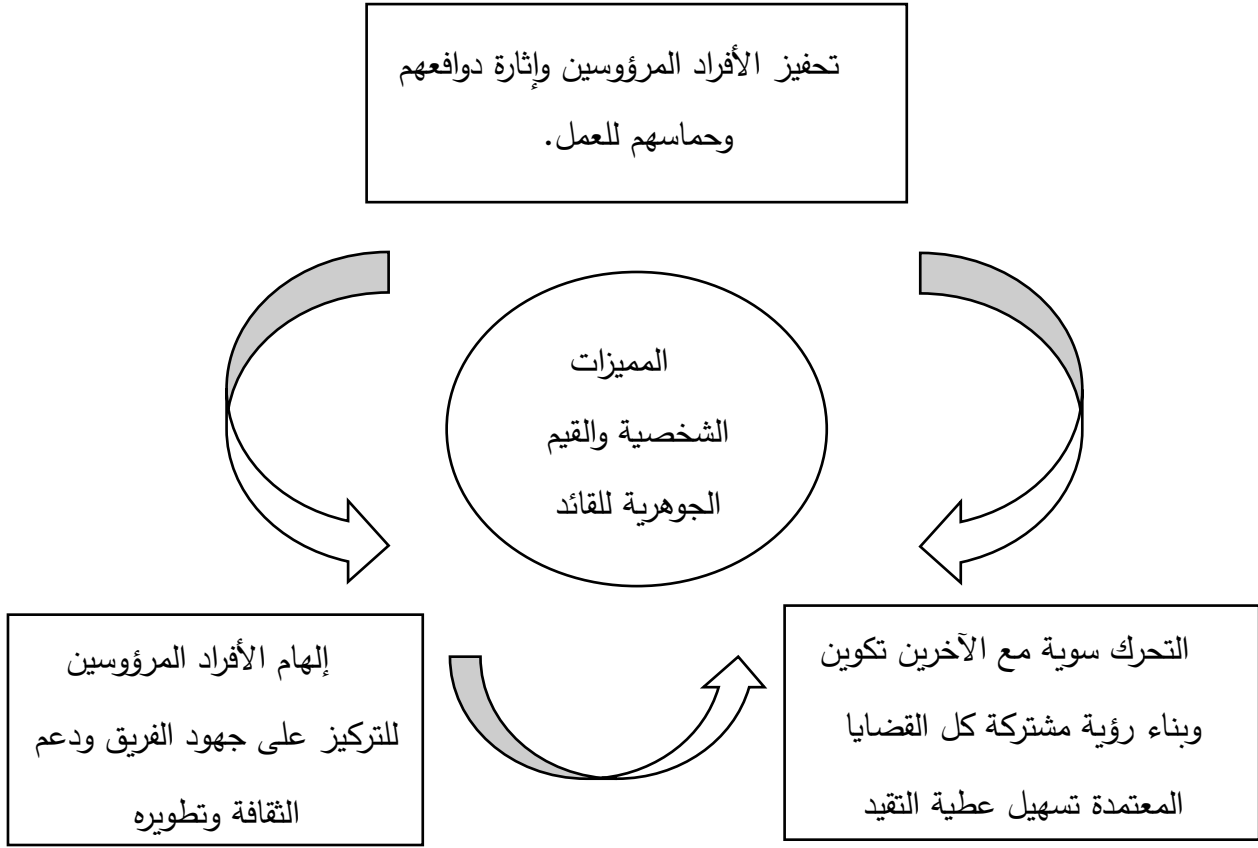 تحفيز الأفراد المرؤوسين وإثارة دوافعهم
وحماسهم للعمل.
المميزات
الشخصية والقيم
الجوهرية للقائد
التحرك سوية مع الآخرين تكوين
وبناء رؤية مشتركة كل القضايا
المعتمدة تسهيل عطية التقيد
إلهام الأفراد المرؤوسين
للتركيز على جهود الفريق ودعم
الثقافة وتطويره